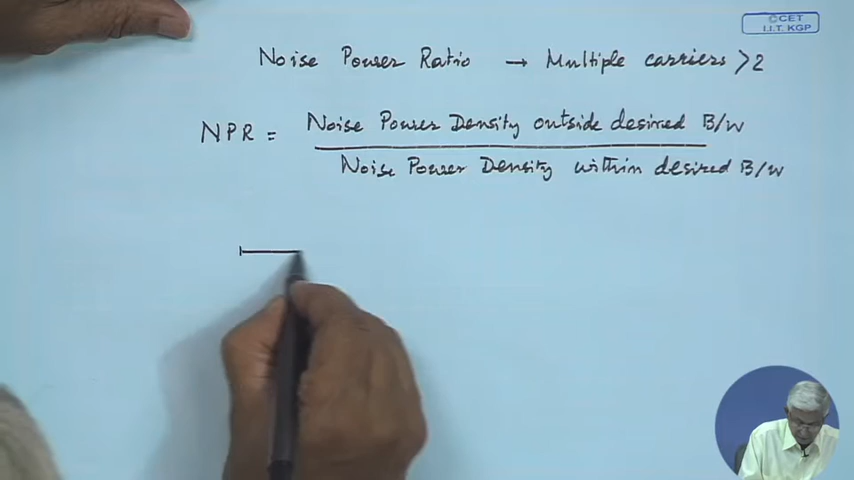 ©CET
I.I.T. KGP
Noise Power Ratio → Multiple carriers >2
NPR = Noise Power Density outside desired B/W
Noise Power Density within desired B/W